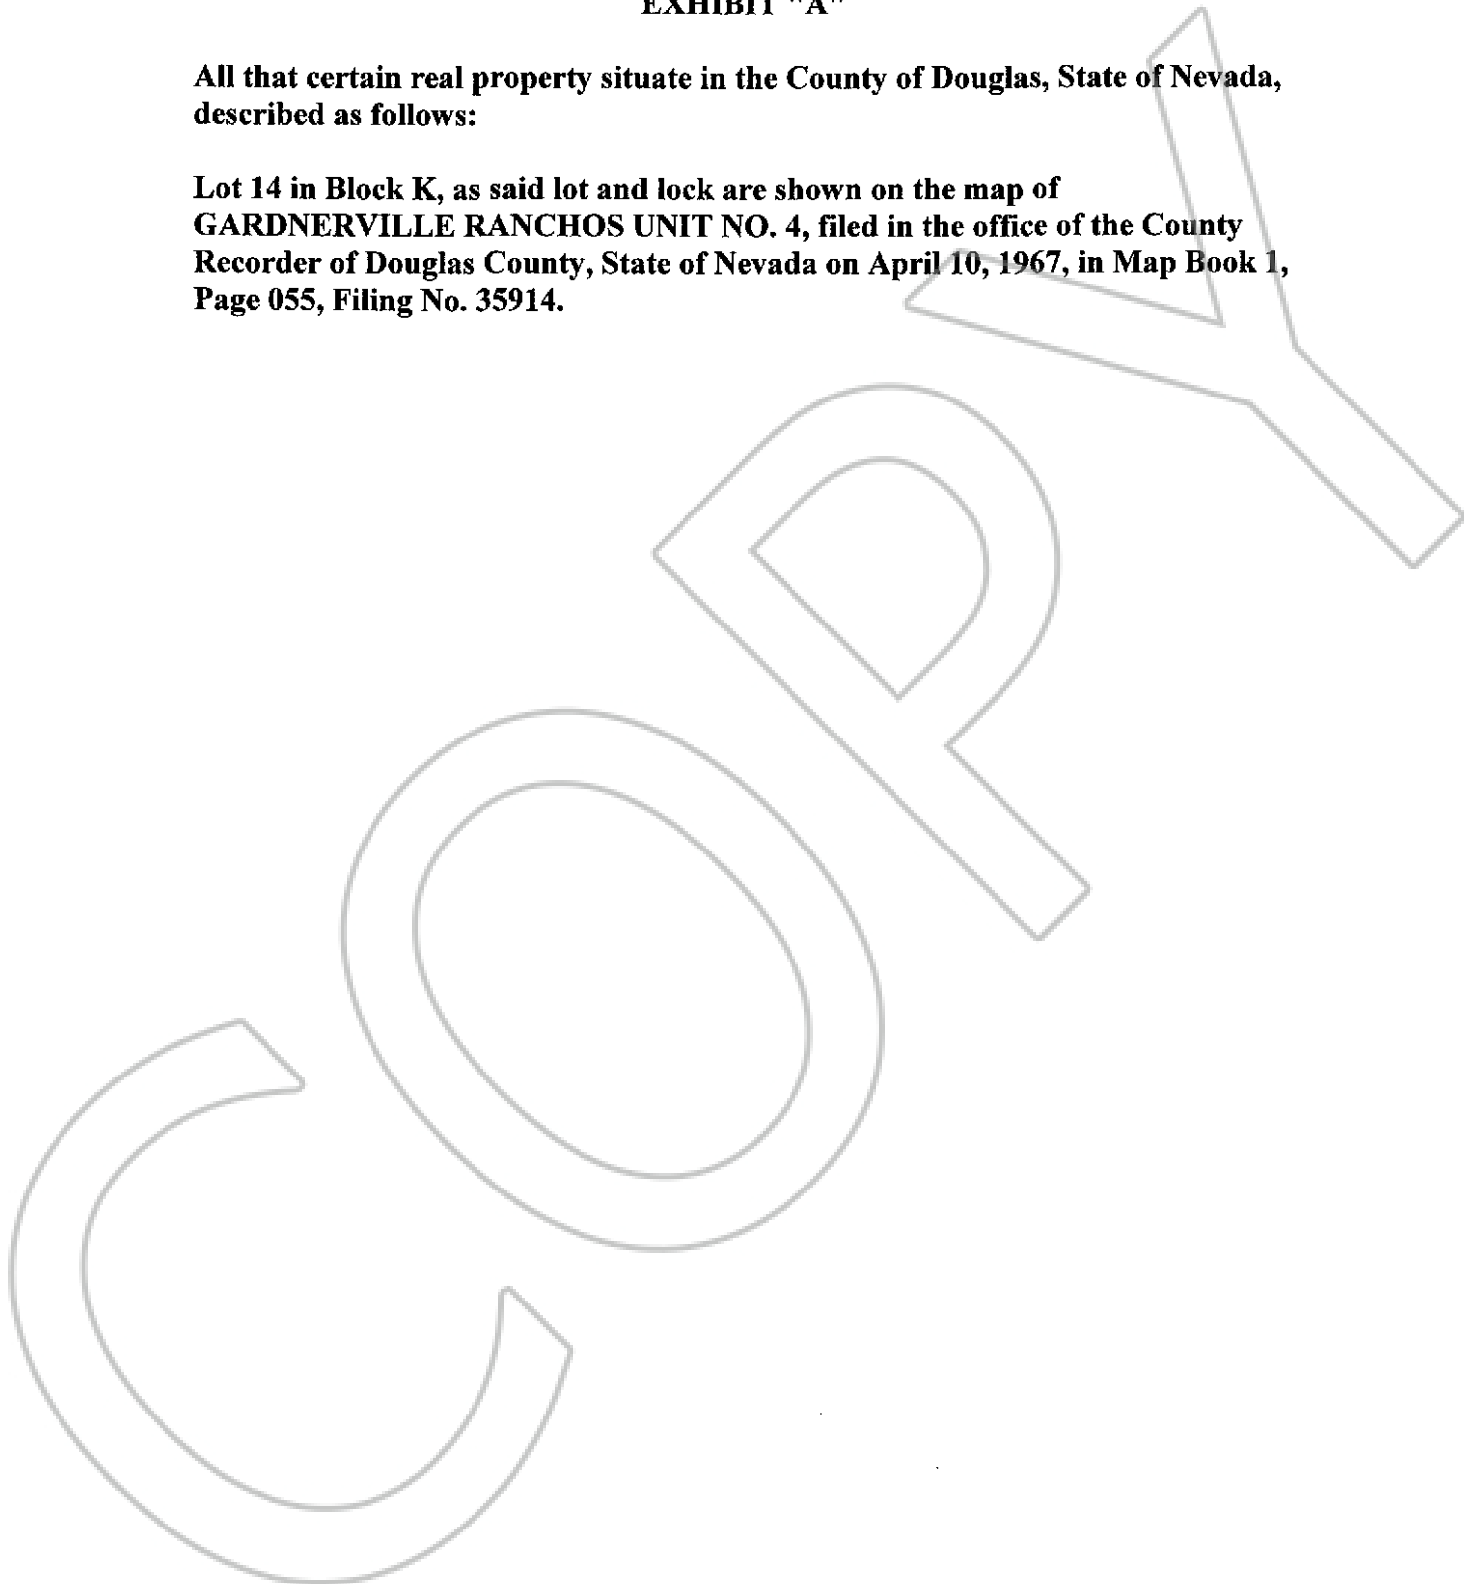 EXHIBIT "A"
All that certain real property situate in the County of Douglas, State of Nevada,
described as follows:
Lot 14 in Block K, as said lot and lock are shown on the map of
GARDNERVILLE RANCHOS UNIT NO. 4, filed in the office of the County
Recorder of Douglas County, State of Nevada on April 10, 1967, in Map Book 1,
Page 055, Filing No. 35914.
COPY